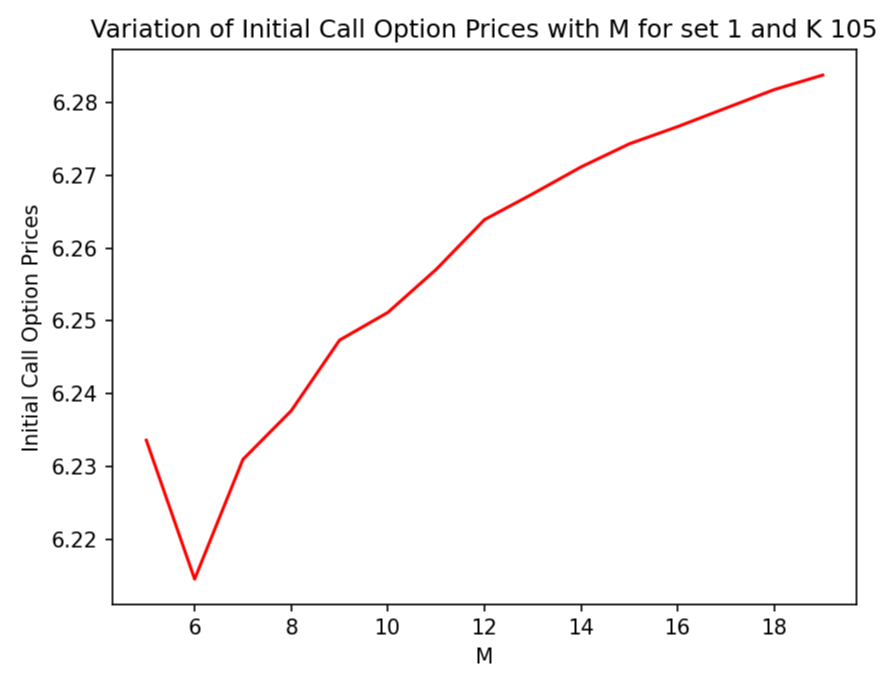 Variation of Initial Call Option Prices with M for set 1 and K 105
Initial Call Option Prices
6.28
6.27
6.26
6.25
6.24
6.23
6.22
6 8 10 12 14 16 18
M